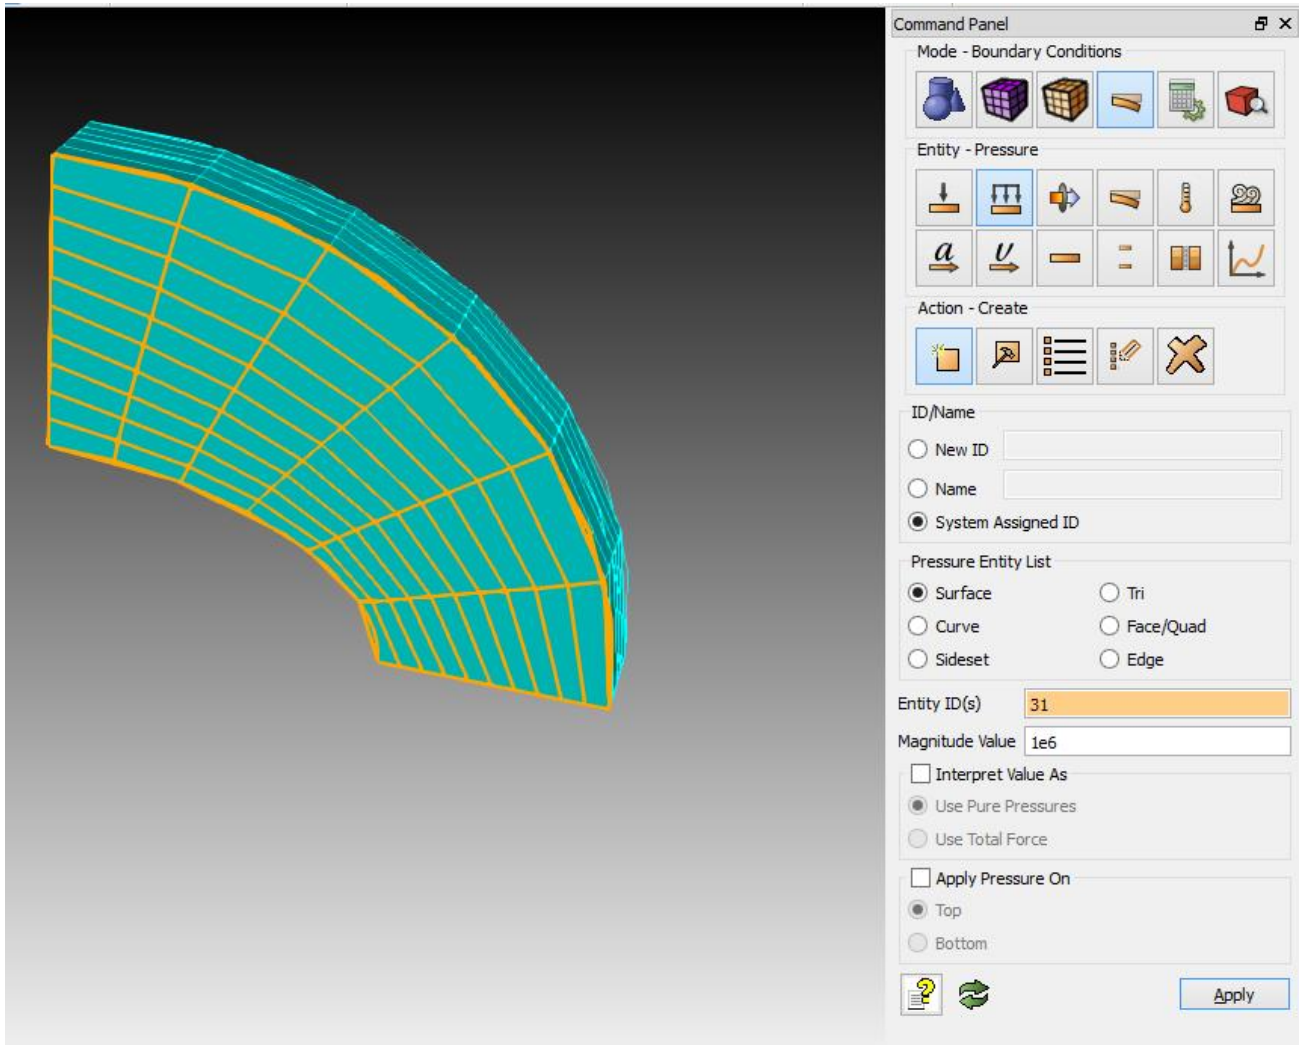 Command Panel
Mode - Boundary Conditions
Entity - Pressure
a v
Action - Create
ID/Name
New ID
Name
System Assigned ID
Pressure Entity List
Surface Tri
Curve Face/Quad
Sideset Edge
Entity ID(s) 31
Magnitude Value 1e6
Interpret Value As
Use Pure Pressures
Use Total Force
Apply Pressure On
Top
Bottom
Apply